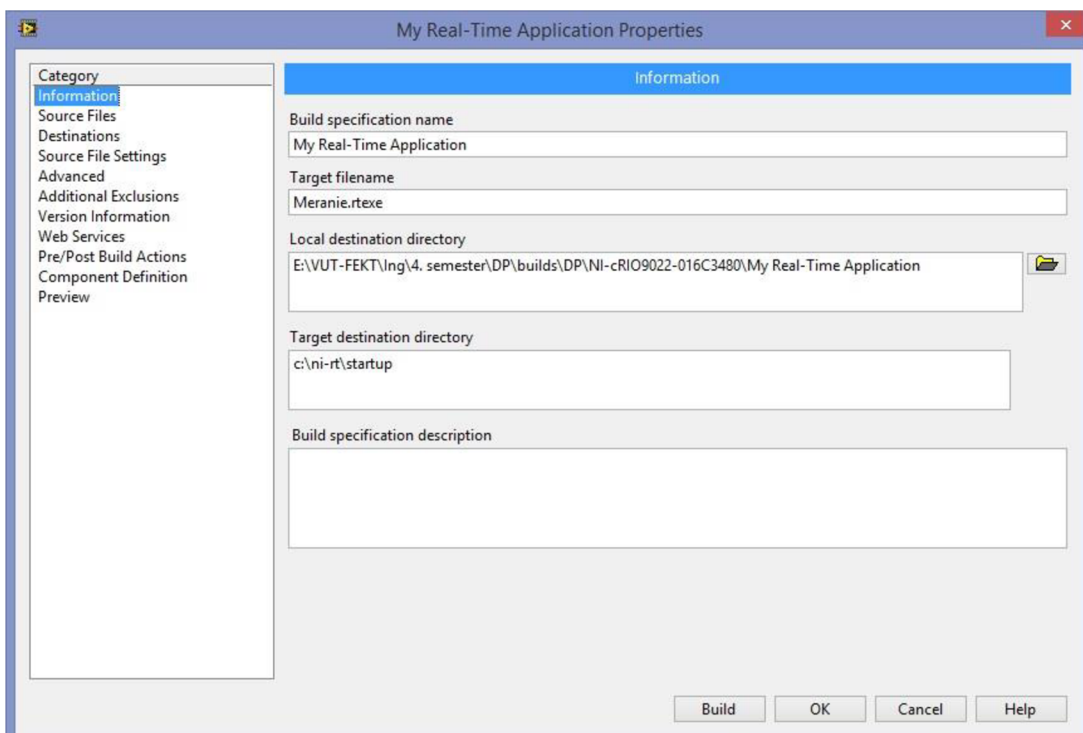 My Real-Time Application Properties
Category
Information
Source Files
Destinations
Source File Settings
Advanced
Additional Exclusions
Version Information
Web Services
Pre/Post Build Actions
Component Definition
Preview
Information
Build specification name
My Real-Time Application
Target filename
Meranie.rtexe
Local destination directory
E:\VUT-FEKT\Ing\4. semester\DP\builds\DP\NI-cRIO9022-016C3480\My Real-Time Application
Target destination directory
c:\ni-rt\startup
Build specification description
Build
OK
Cancel
Help